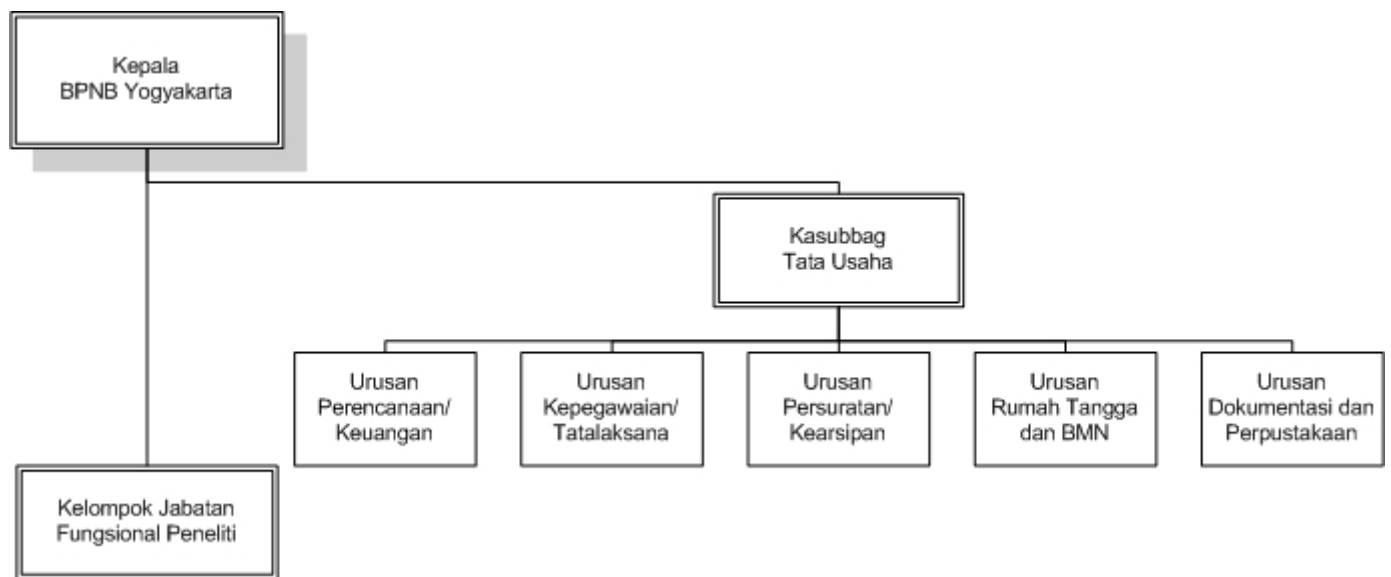 Kepala
BPNB Yogyakarta
Kasubbag
Tata Usaha
Urusan
Perencanaan/
Keuangan
Urusan
Kepegawaian/
Tatalaksana
Urusan
Persuratan/
Kearsipan
Urusan
Rumah Tangga
dan BMN
Urusan
Dokumentasi dan
Perpustakaan
Kelompok Jabatan
Fungsional Peneliti